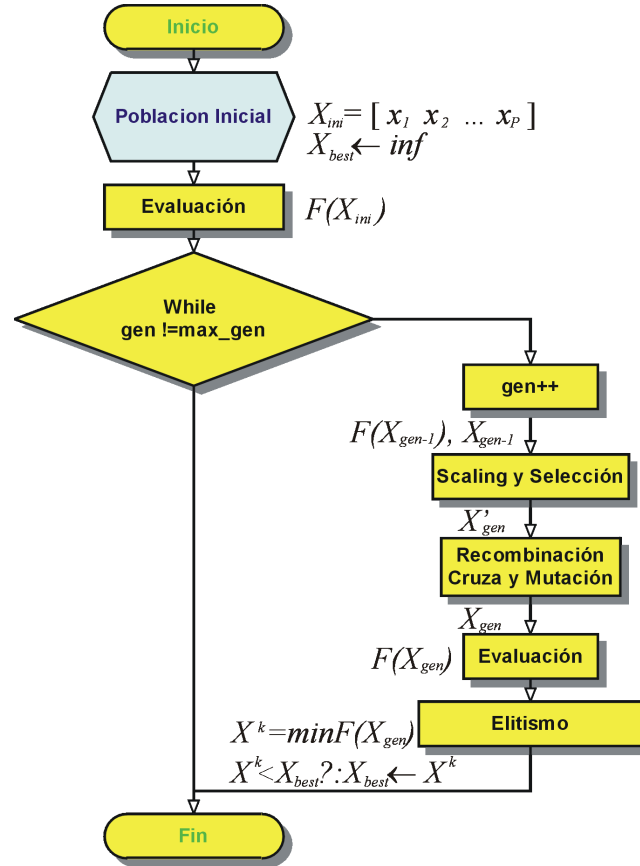 Inicio
Poblacion Inicial
X_ini = [ x_1 x_2 ... x_P ]
X_best ← inf
Evaluación
F(X_ini)
While
gen !=max_gen
gen++
F(X_gen-1), X_gen-1
Scaling y Selección
X'_gen
Recombinación
Cruza y Mutación
X_gen
F(X_gen)
Evaluación
Elitismo
X^k=minF(X_gen)
X^k<X_best?:X_best ← X^k
Fin